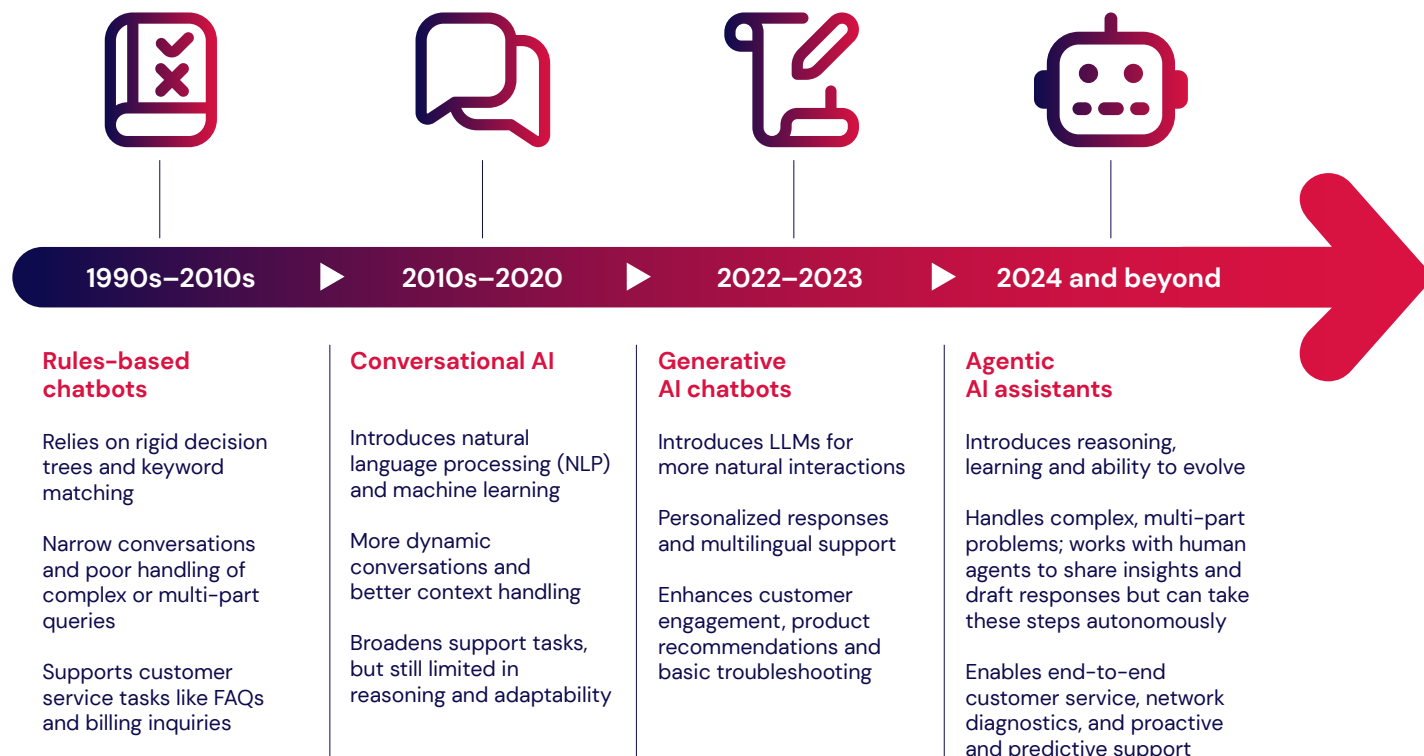 1990s–2010s
2010s–2020
2022–2023
2024 and beyond
Rules-based
chatbots
Relies on rigid decision
trees and keyword
matching
Narrow conversations
and poor handling of
complex or multi-part
queries
Supports customer
service tasks like FAQs
and billing inquiries
Conversational AI
Introduces natural
language processing (NLP)
and machine learning
More dynamic
conversations and
better context handling
Broadens support tasks,
but still limited in
reasoning and adaptability
Generative
AI chatbots
Introduces LLMs for
more natural interactions
Personalized responses
and multilingual support
Enhances customer
engagement, product
recommendations and
basic troubleshooting
Agentic
AI assistants
Introduces reasoning,
learning and ability to evolve
Handles complex, multi-part
problems; works with human
agents to share insights and
draft responses but can take
these steps autonomously
Enables end-to-end
customer service, network
diagnostics, and proactive
and predictive support